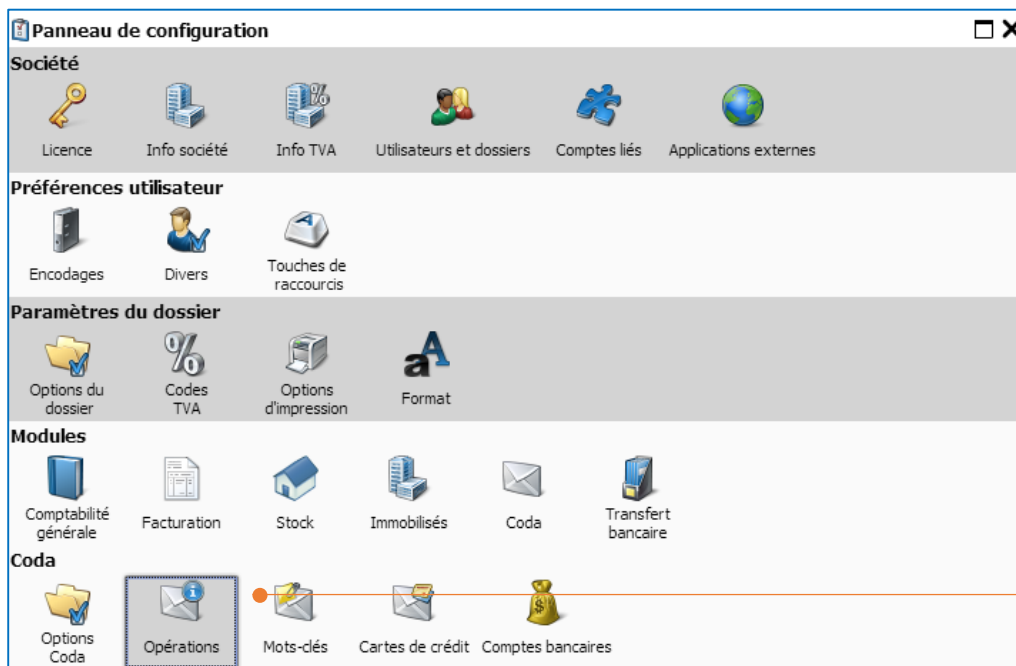 Panneau de configuration
Société
Licence
Info société
Info TVA
Utilisateurs et dossiers
Comptes liés
Applications externes
Préférences utilisateur
Encodages
Divers
Touches de
raccourcis
Paramètres du dossier
Options du
dossier
Codes
TVA
Options
d'impression
Format
Modules
Comptabilité
générale
Facturation
Stock
Immobilisés
Coda
Transfert
bancaire
Coda
Options
Coda
Opérations
Mots-clés
Cartes de crédit
Comptes bancaires